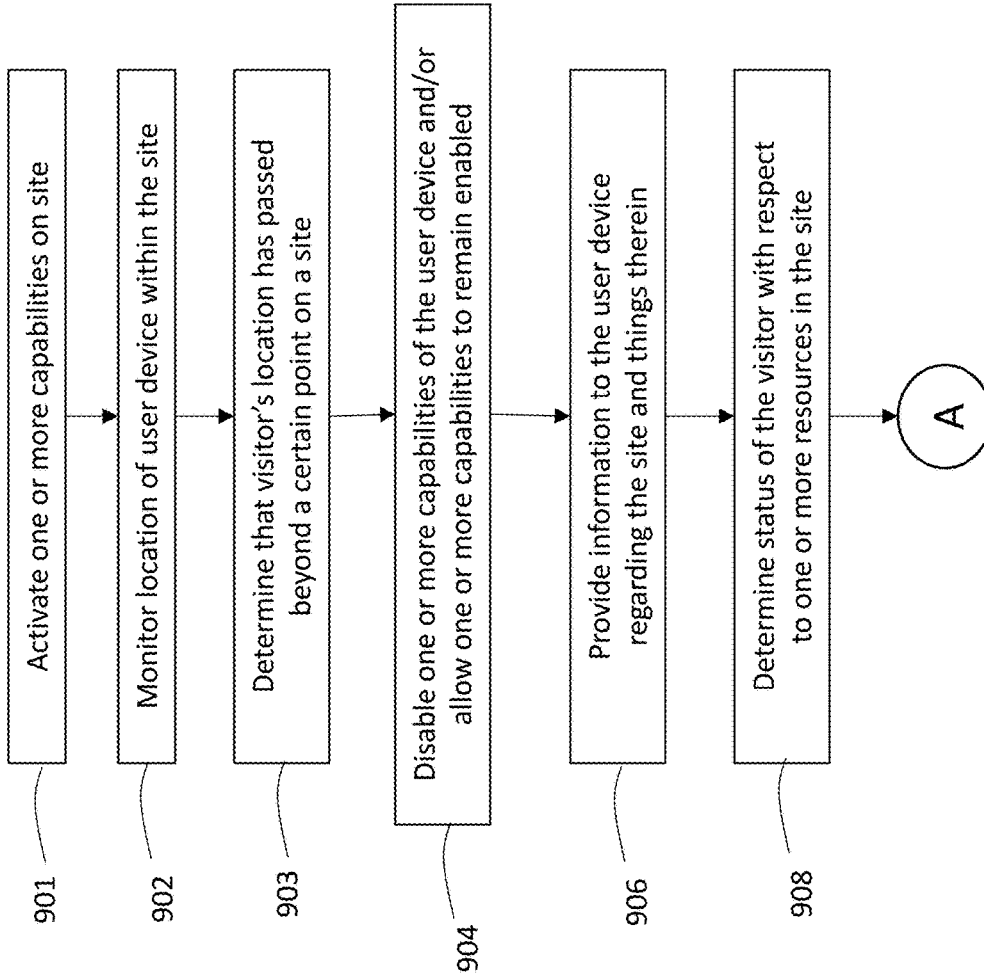 901
Activate one or more capabilities on site
902
Monitor location of user device within the site
903
Determine that visitor's location has passed
beyond a certain point on a site
904
Disable one or more capabilities of the user device and/or
allow one or more capabilities to remain enabled
906
Provide information to the user device
regarding the site and things therein
908
Determine status of the visitor with respect
to one or more resources in the site
A